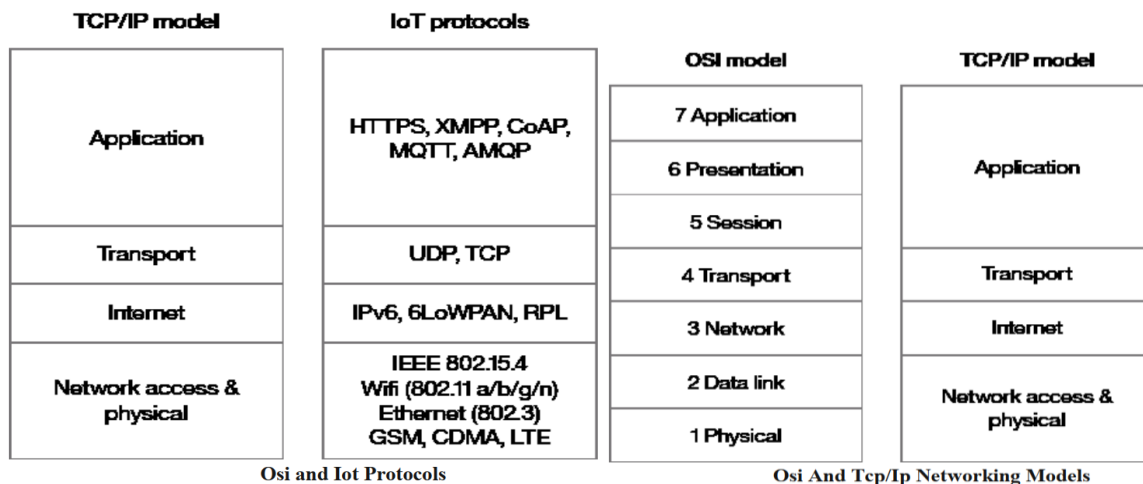 TCP/IP model
Application
Transport
Internet
Network access &
physical
IoT protocols
HTTPS, XMPP, CoAP,
MQTT, AMQP
UDP, TCP
IPv6, 6LoWPAN, RPL
IEEE 802.15.4
Wifi (802.11 a/b/g/n)
Ethernet (802.3)
GSM, CDMA, LTE
Osi and Iot Protocols
OSI model
7 Application
6 Presentation
5 Session
4 Transport
3 Network
2 Data link
1 Physical
TCP/IP model
Application
Transport
Internet
Network access &
physical
Osi And Tcp/Ip Networking Models